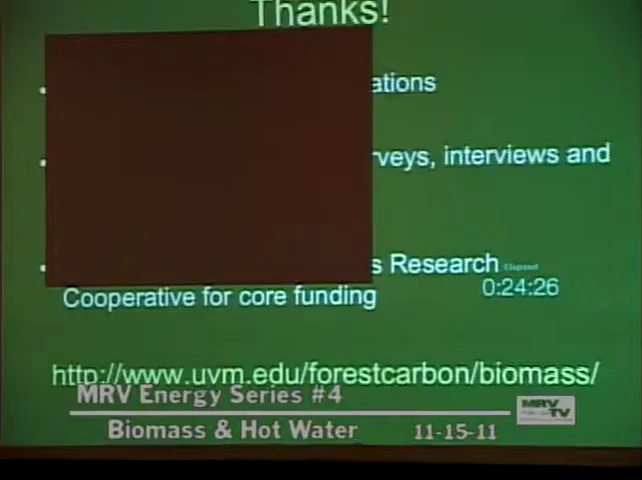 Thanks!
ations
veys, interviews and
s Research
Elapsed
0:24:26
Cooperative for core funding
http://www.uvm.edu/forestcarbon/biomass/
MRV Energy Series #4
MRV
TV
Biomass & Hot Water
11-15-11